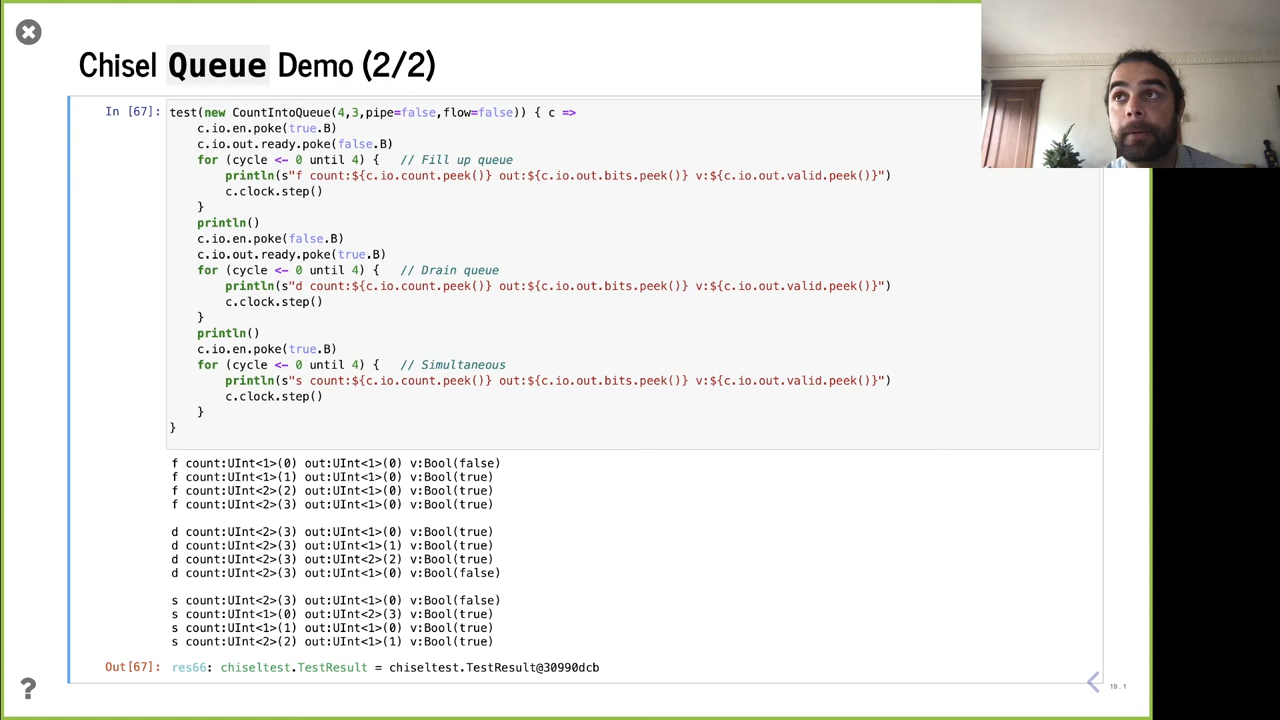 Chisel Queue Demo (2/2)
In [67]:
test(new CountIntoQueue(4,3,pipe=false,flow=false)) { c =>
    c.io.en.poke(true.B)
    c.io.out.ready.poke(false.B)
    for (cycle <- 0 until 4) {   // Fill up queue
        println(s"f count:${c.io.count.peek()} out:${c.io.out.bits.peek()} v:${c.io.out.valid.peek()}")
        c.clock.step()
    }
    println()
    c.io.en.poke(false.B)
    c.io.out.ready.poke(true.B)
    for (cycle <- 0 until 4) {   // Drain queue
        println(s"d count:${c.io.count.peek()} out:${c.io.out.bits.peek()} v:${c.io.out.valid.peek()}")
        c.clock.step()
    }
    println()
    c.io.en.poke(true.B)
    for (cycle <- 0 until 4) {   // Simultaneous
        println(s"s count:${c.io.count.peek()} out:${c.io.out.bits.peek()} v:${c.io.out.valid.peek()}")
        c.clock.step()
    }
}
f count:UInt<1>(0) out:UInt<1>(0) v:Bool(false)
f count:UInt<1>(1) out:UInt<1>(0) v:Bool(true)
f count:UInt<2>(2) out:UInt<1>(0) v:Bool(true)
f count:UInt<2>(3) out:UInt<1>(0) v:Bool(true)
d count:UInt<2>(3) out:UInt<1>(0) v:Bool(true)
d count:UInt<2>(3) out:UInt<1>(1) v:Bool(true)
d count:UInt<2>(3) out:UInt<2>(2) v:Bool(true)
d count:UInt<2>(3) out:UInt<1>(0) v:Bool(false)
s count:UInt<2>(3) out:UInt<1>(0) v:Bool(false)
s count:UInt<1>(0) out:UInt<2>(3) v:Bool(true)
s count:UInt<1>(1) out:UInt<1>(0) v:Bool(true)
s count:UInt<2>(2) out:UInt<1>(1) v:Bool(true)
Out[67]: res66: chiseltest.TestResult = chiseltest.TestResult@30990dcb
?
19.1